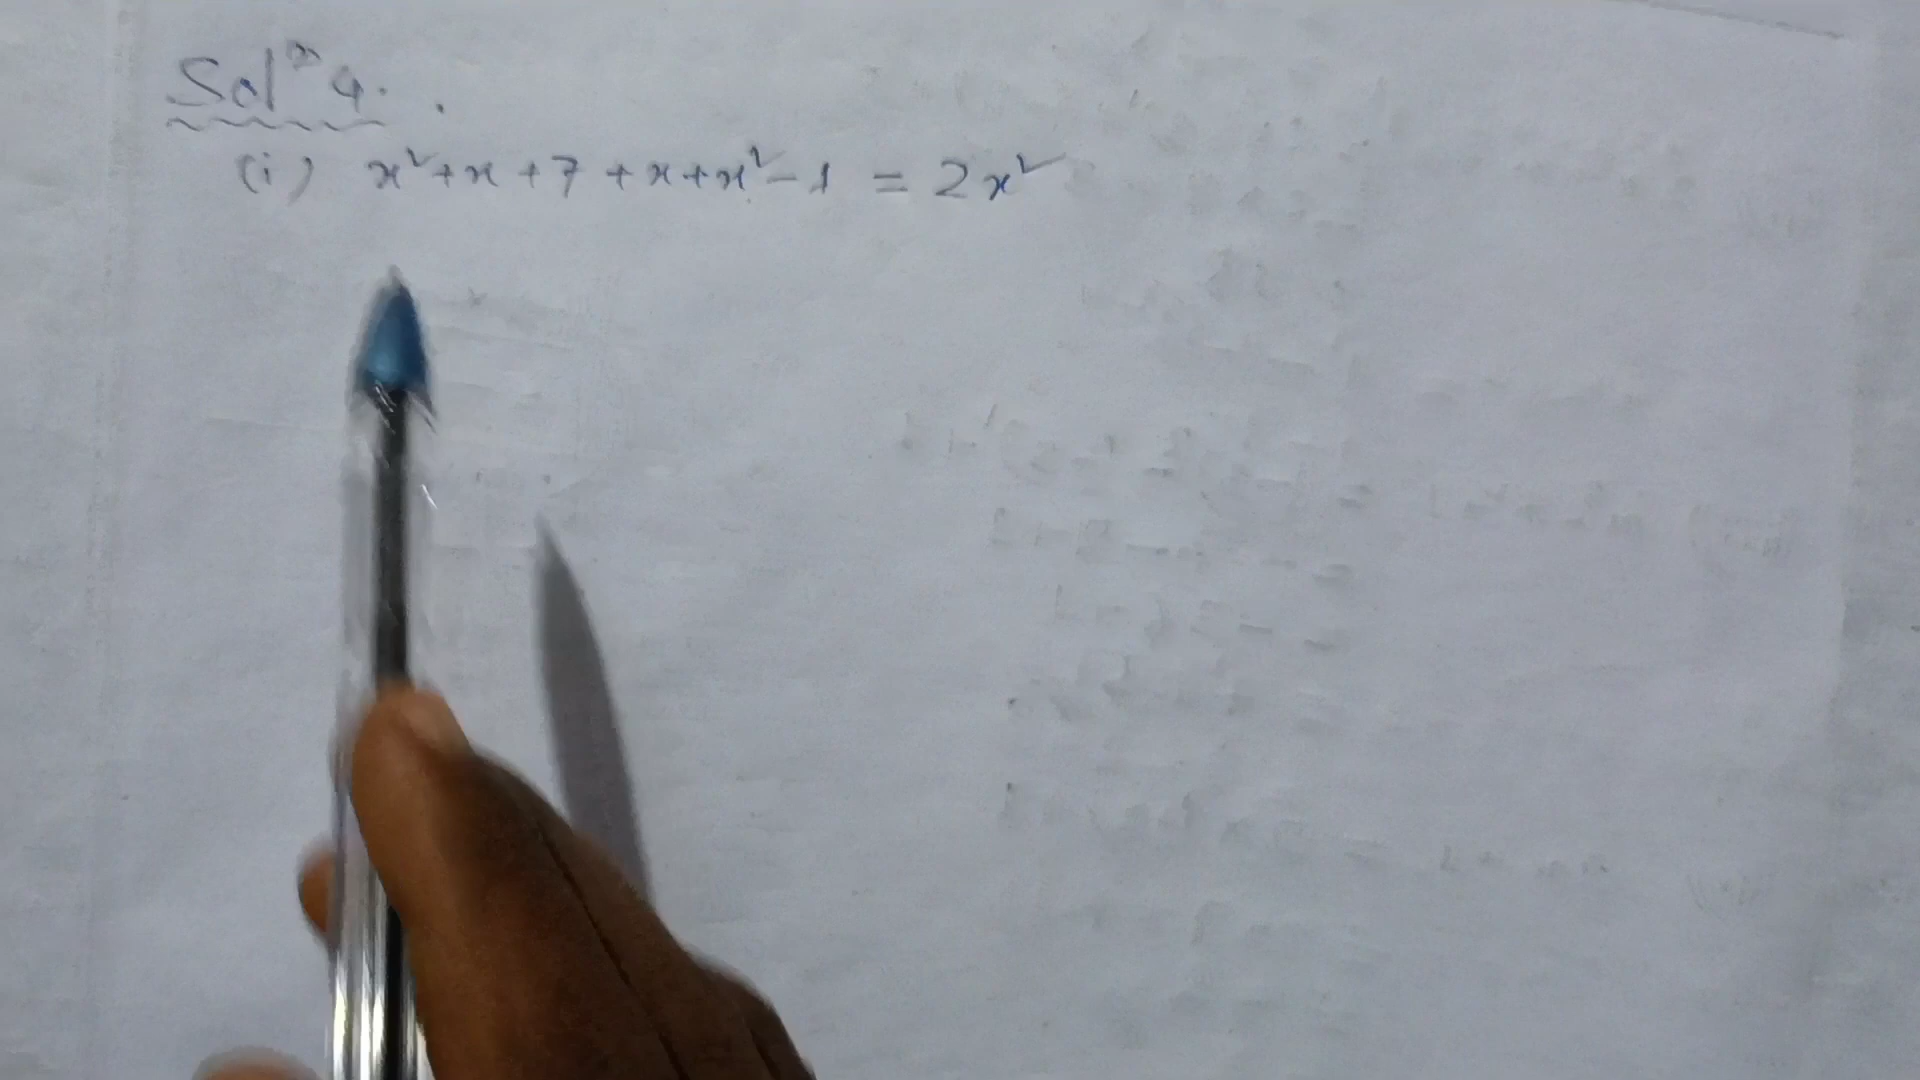 Solⁿ 4.
(i) x²+x+7+x+x²-1 = 2x²